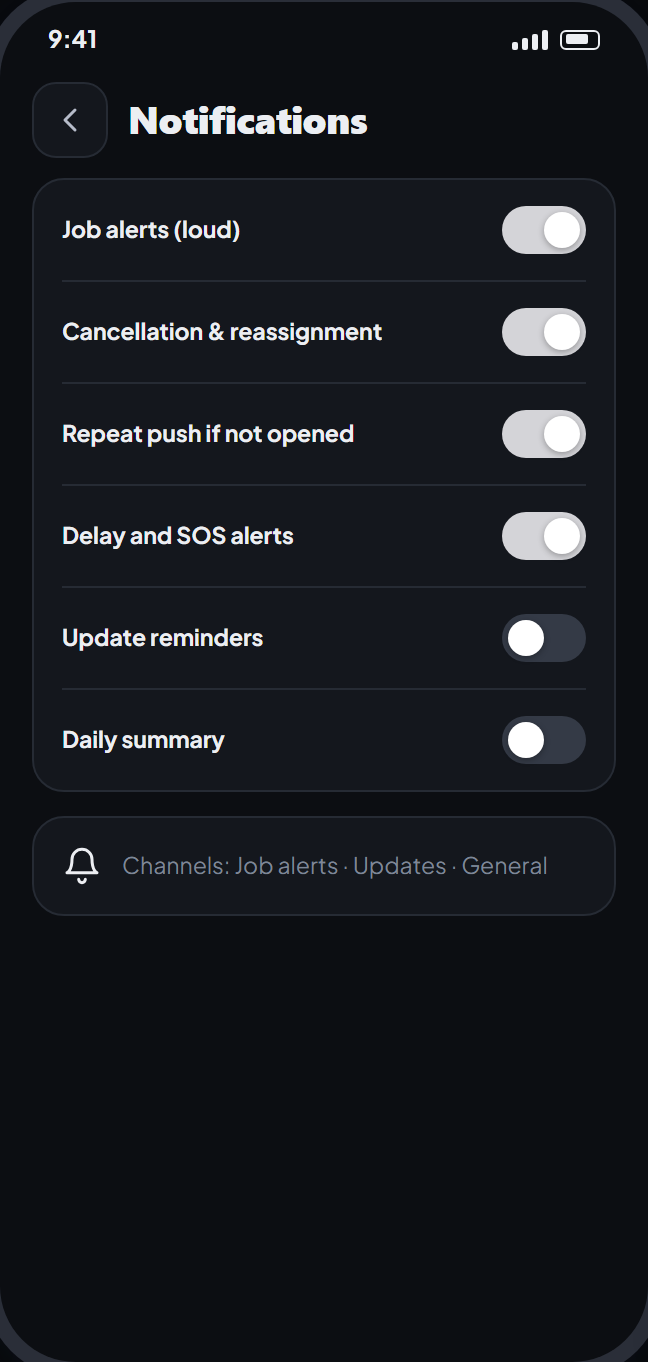 9:41
Notifications
Job alerts (loud)
Cancellation & reassignment
Repeat push if not opened
Delay and SOS alerts
Update reminders
Daily summary
Channels: Job alerts · Updates · General